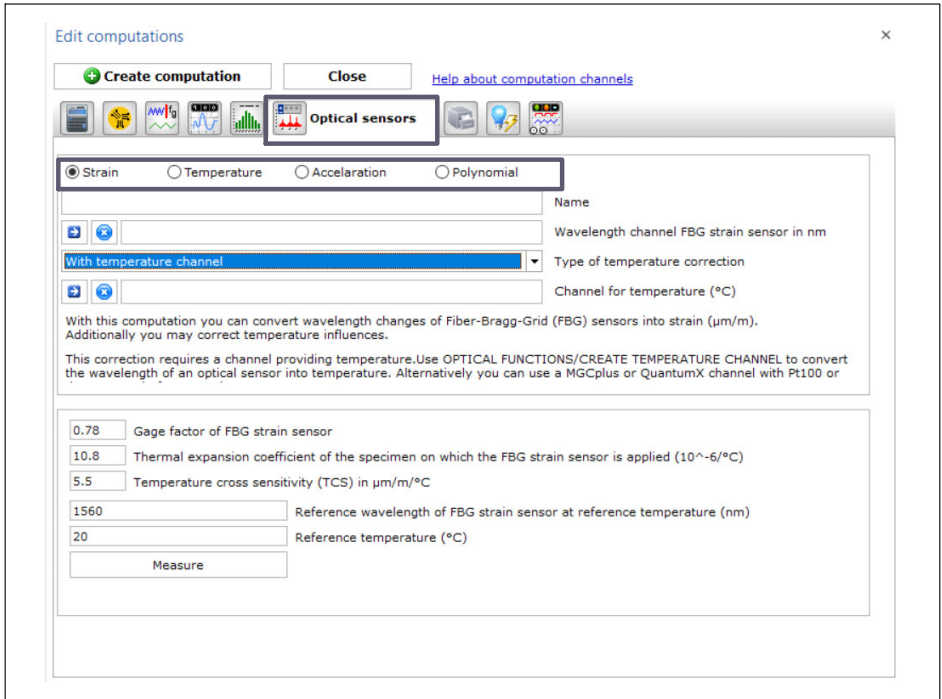 Edit computations
Create computation
Close
Help about computation channels
Optical sensors
Strain
Temperature
Accelaration
Polynomial
Name
Wavelength channel FBG strain sensor in nm
With temperature channel
Type of temperature correction
Channel for temperature (°C)
With this computation you can convert wavelength changes of Fiber-Bragg-Grid (FBG) sensors into strain (µm/m).
Additionally you may correct temperature influences.
This correction requires a channel providing temperature.Use OPTICAL FUNCTIONS/CREATE TEMPERATURE CHANNEL to convert
the wavelength of an optical sensor into temperature. Alternatively you can use a MGCplus or QuantumX channel with Pt100 or
0.78 Gage factor of FBG strain sensor
10.8 Thermal expansion coefficient of the specimen on which the FBG strain sensor is applied (10^-6/°C)
5.5 Temperature cross sensitivity (TCS) in µm/m/°C
1560 Reference wavelength of FBG strain sensor at reference temperature (nm)
20 Reference temperature (°C)
Measure